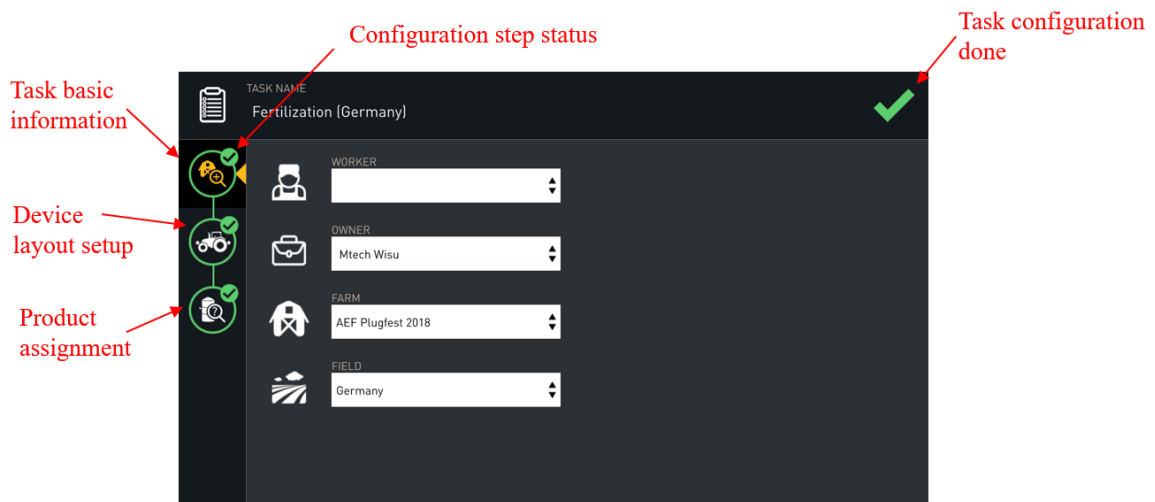 Configuration step status
Task configuration
done
Task basic
information
TASK NAME
Fertilization (Germany)
WORKER
Device
layout setup
OWNER
Mtech Wisu
Product
assignment
FARM
AEF Plugfest 2018
FIELD
Germany